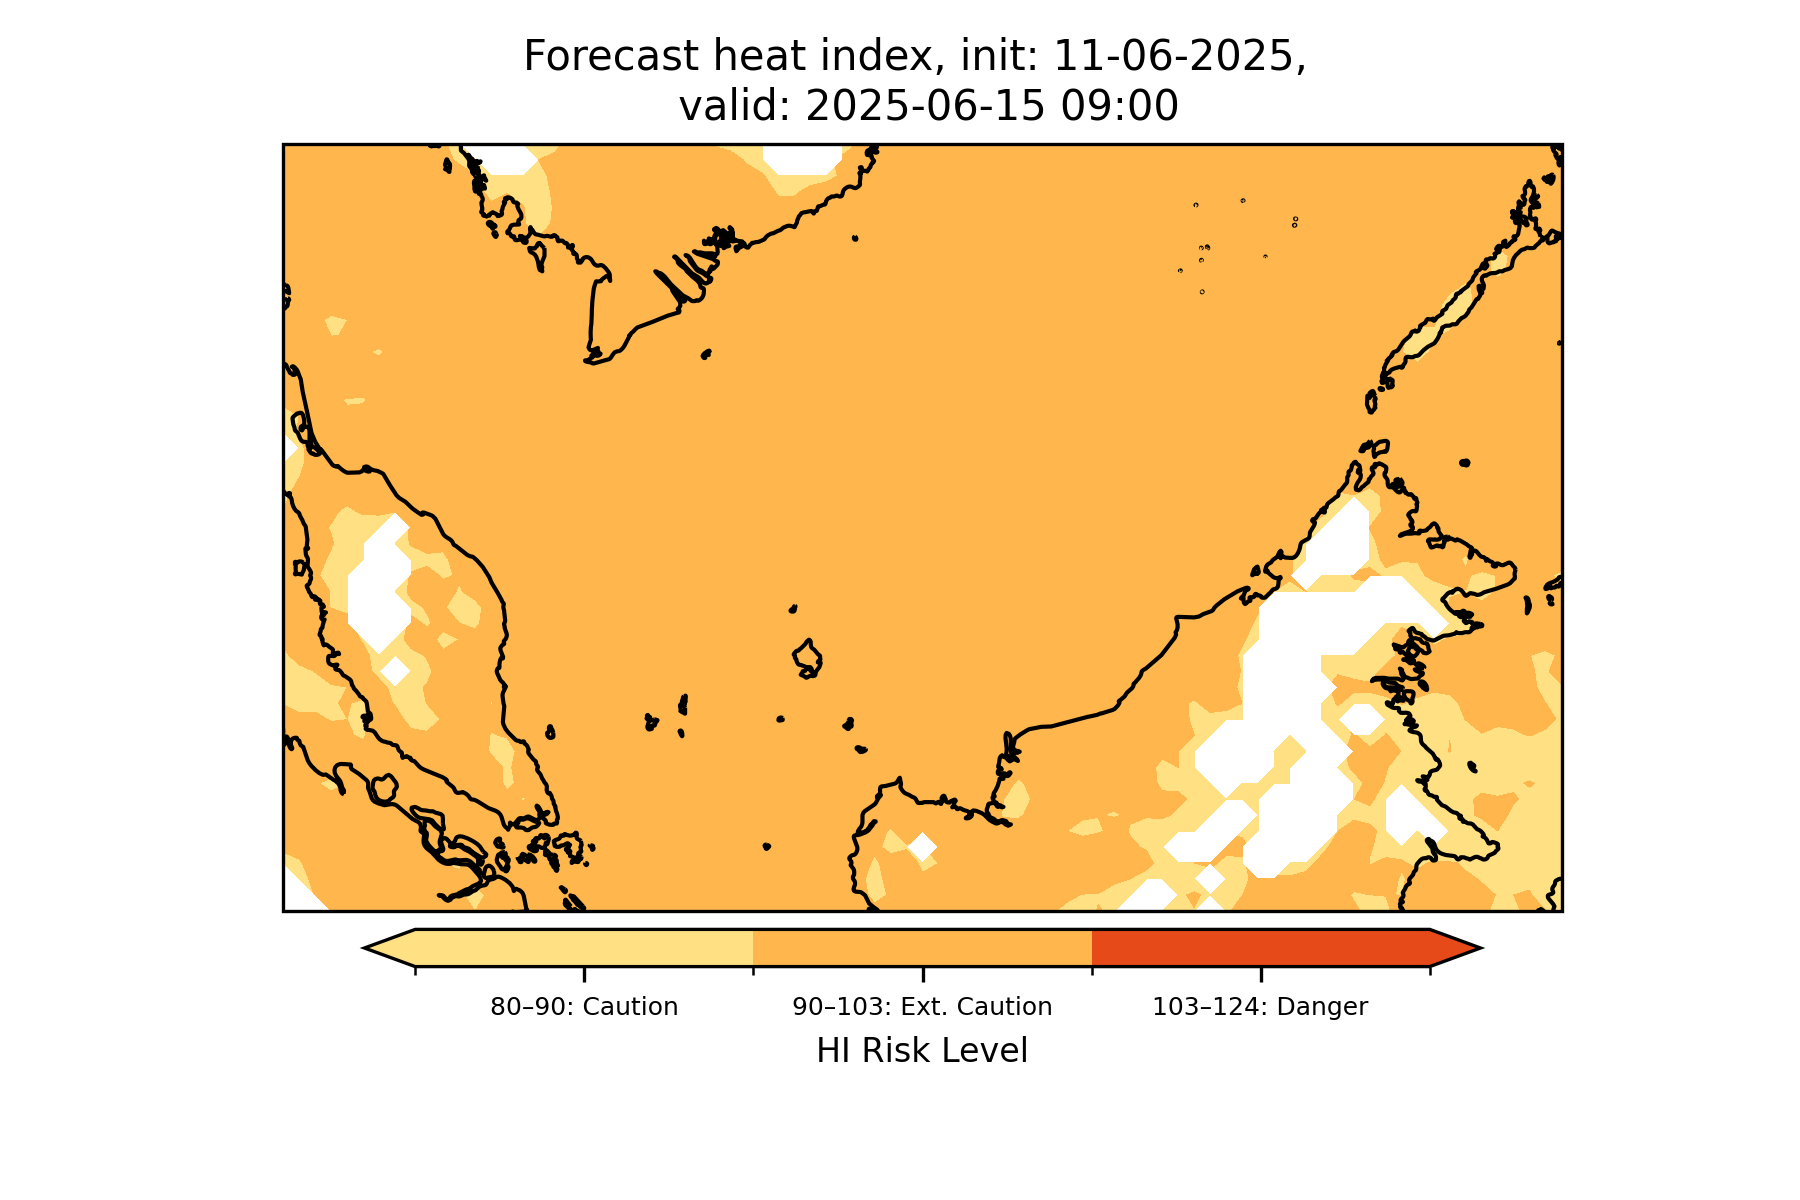 Forecast heat index, init: 11-06-2025,
valid: 2025-06-15 09:00
80–90: Caution
90–103: Ext. Caution
103–124: Danger
HI Risk Level